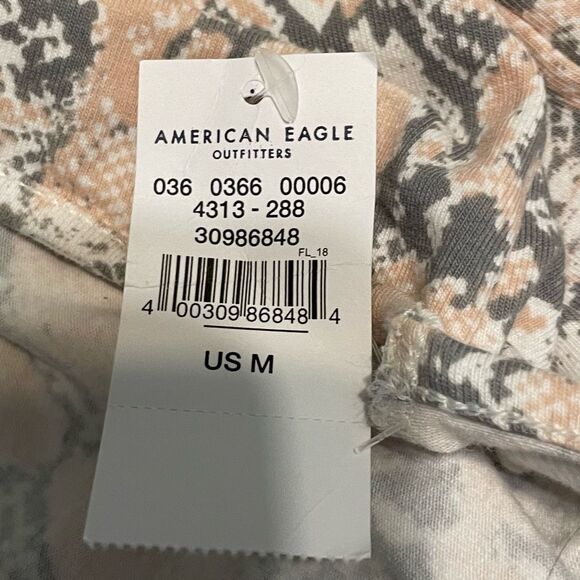 AMERICAN EAGLE
OUTFITTERS
036 0366 00006
4313 - 288
30986848
FL_18
4 00309 86848 4
US M